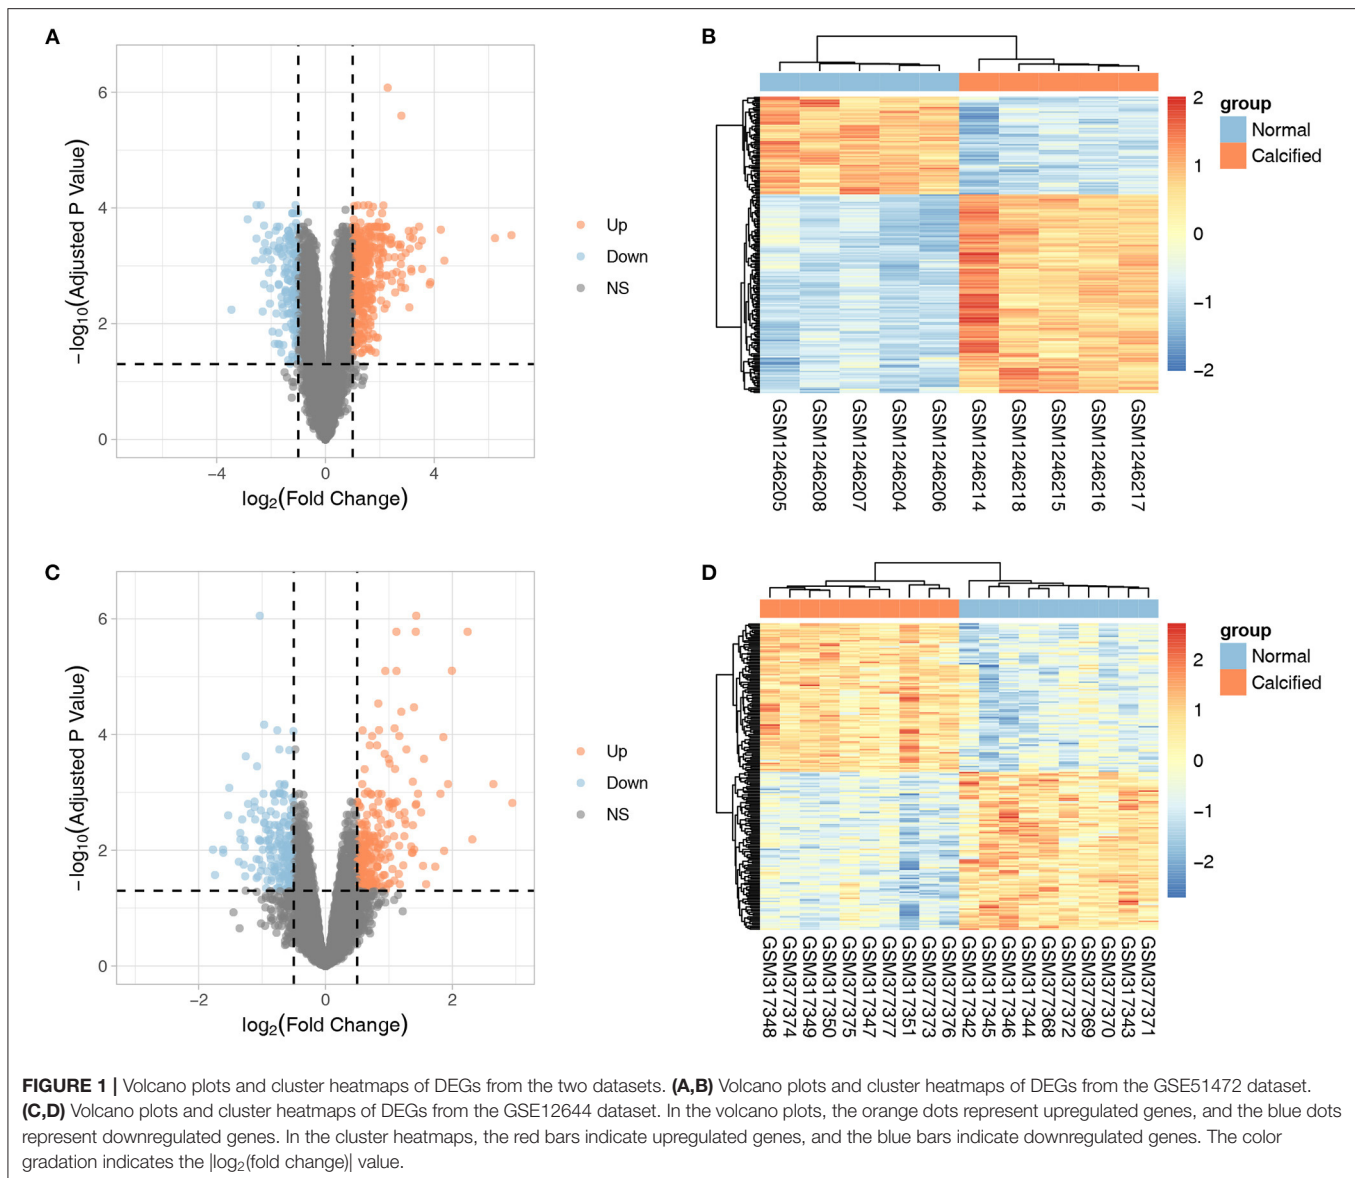 A
6
4
2
0
−log10(Adjusted P Value)
−4
0
4
log2(Fold Change)
Up
Down
NS
B
2
1
0
−1
−2
group
Normal
Calcified
GSM1246205
GSM1246208
GSM1246207
GSM1246204
GSM1246206
GSM1246214
GSM1246218
GSM1246215
GSM1246216
GSM1246217
C
6
4
2
0
−log10(Adjusted P Value)
−2
0
2
log2(Fold Change)
Up
Down
NS
D
2
1
0
−1
−2
group
Normal
Calcified
GSM317348
GSM377374
GSM317349
GSM317350
GSM377375
GSM317347
GSM377377
GSM317351
GSM377373
GSM377376
GSM317342
GSM317345
GSM317346
GSM317344
GSM377368
GSM377372
GSM377369
GSM377370
GSM317343
GSM377371
FIGURE 1 | Volcano plots and cluster heatmaps of DEGs from the two datasets. (A,B) Volcano plots and cluster heatmaps of DEGs from the GSE51472 dataset.
(C,D) Volcano plots and cluster heatmaps of DEGs from the GSE12644 dataset. In the volcano plots, the orange dots represent upregulated genes, and the blue dots
represent downregulated genes. In the cluster heatmaps, the red bars indicate upregulated genes, and the blue bars indicate downregulated genes. The color
gradation indicates the |log2(fold change)| value.